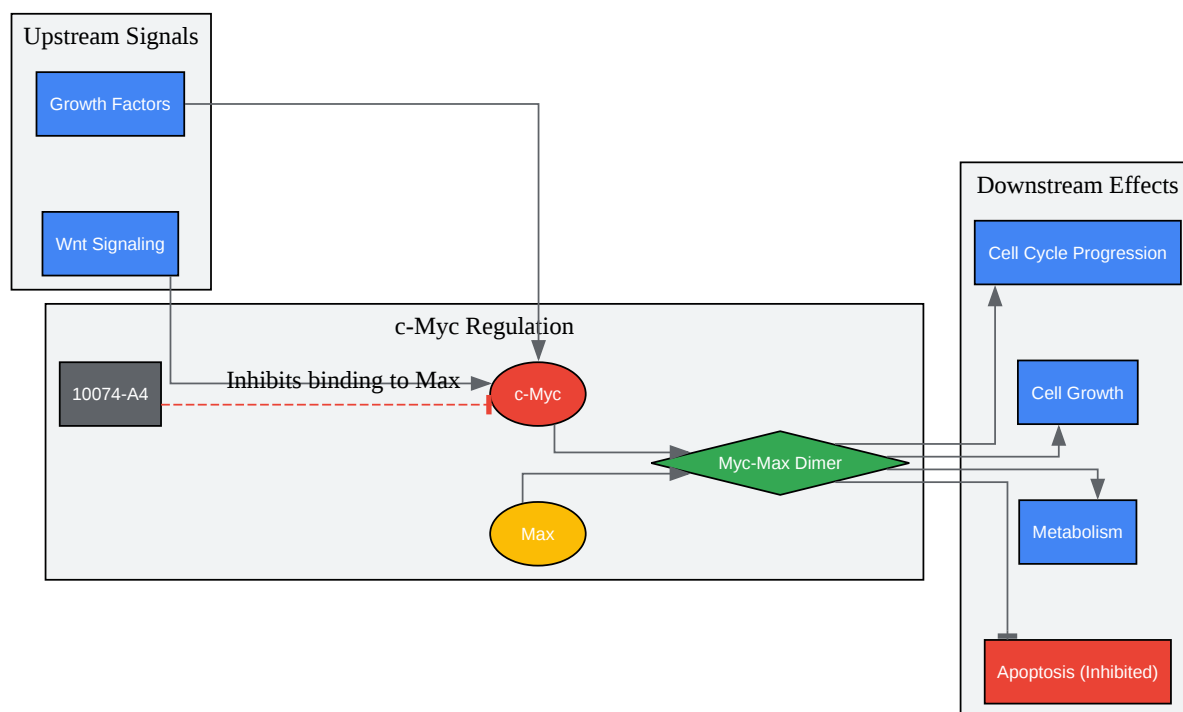 Upstream Signals
Growth Factors
Wnt Signaling
c-Myc Regulation
10074-A4
Inhibits binding to Max
c-Myc
Myc-Max Dimer
Max
Downstream Effects
Cell Cycle Progression
Cell Growth
Metabolism
Apoptosis (Inhibited)